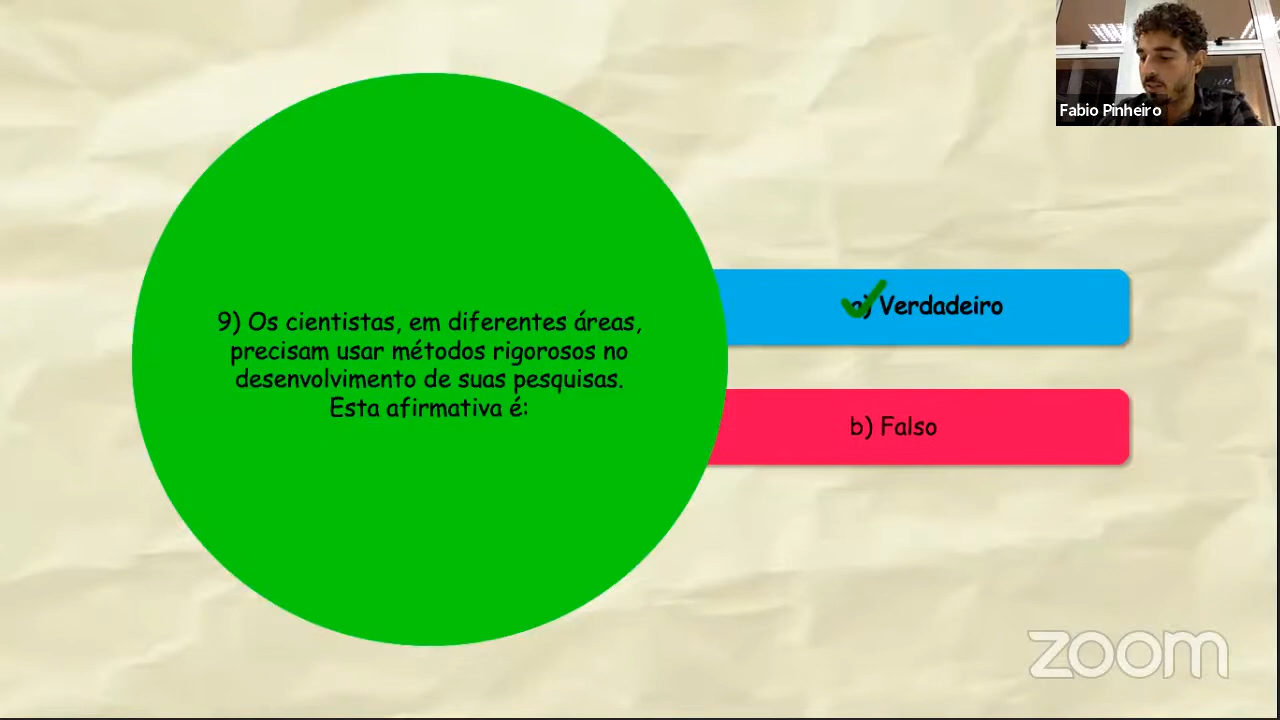 Fabio Pinheiro
9) Os cientistas, em diferentes áreas,
precisam usar métodos rigorosos no
desenvolvimento de suas pesquisas.
Esta afirmativa é:
a) Verdadeiro
b) Falso
zoom